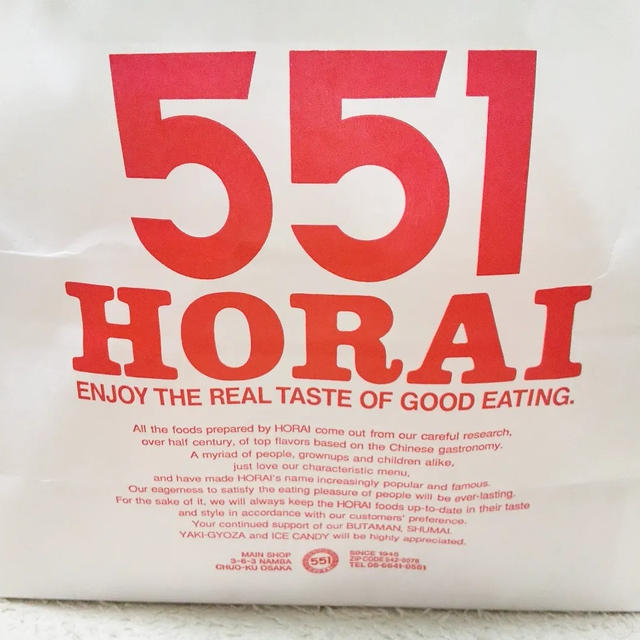 551
HORAI
ENJOY THE REAL TASTE OF GOOD EATING.
All the foods prepared by HORAI come out from our careful research,
over half century, of top flavors based on the Chinese gastronomy.
A myriad of people, grownups and children alike,
just love our characteristic menu,
and have made HORAI's name increasingly popular and famous.
Our eagerness to satisfy the eating pleasure of people will be ever-lasting.
For the sake of it, we will always keep the HORAI foods up-to-date in their taste
and style in accordance with our customers' preference.
Your continued support of our BUTAMAN, SHUMAI.
YAKI-GYOZA and ICE CANDY will be highly appreciated.
MAIN SHOP
3-6-3 NAMBA
CHUO-KU OSAKA
551
SINCE 1945
ZIP CODE 542-0076
TEL 06-6641-0551